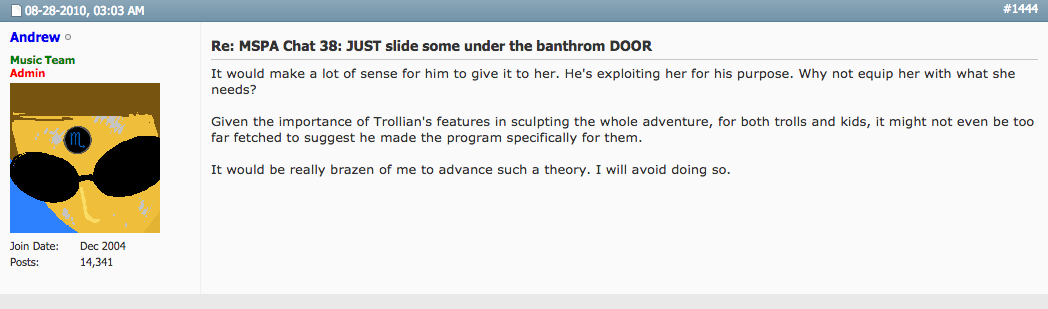 08-28-2010, 03:03 AM
#1444
Andrew
Music Team
Admin
♏
Join Date: Dec 2004
Posts: 14,341
Re: MSPA Chat 38: JUST slide some under the banthrom DOOR
It would make a lot of sense for him to give it to her. He's exploiting her for his purpose. Why not equip her with what she
needs?
Given the importance of Trollian's features in sculpting the whole adventure, for both trolls and kids, it might not even be too
far fetched to suggest he made the program specifically for them.
It would be really brazen of me to advance such a theory. I will avoid doing so.